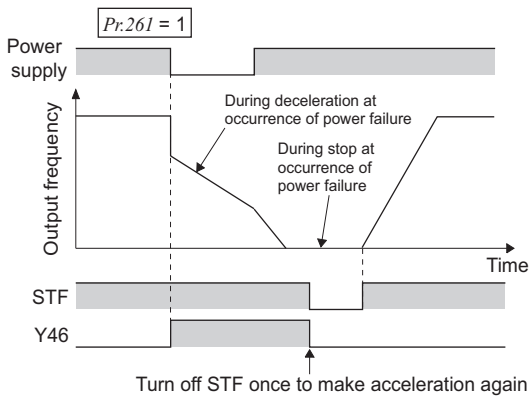 Pr.261 = 1
Power
supply
During deceleration at
occurrence of power failure
During stop at
occurrence of
power failure
Output frequency
Time
STF
Y46
Turn off STF once to make acceleration again